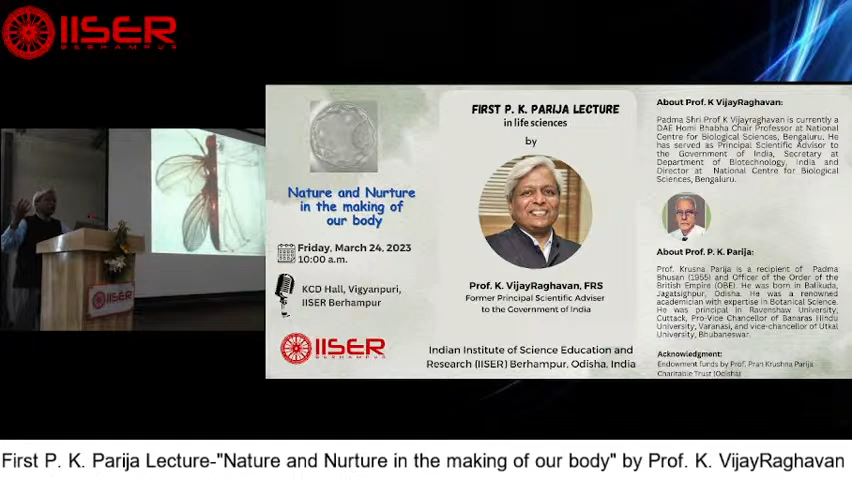 IISER
BERHAMPUR
FIRST P. K. PARIJA LECTURE
in life sciences
by
Nature and Nurture
in the making of
our body
Friday, March 24, 2023
10:00 a.m.
KCD Hall, Vigyanpuri,
IISER Berhampur
IISER
BERHAMPUR
Prof. K. VijayRaghavan, FRS
Former Principal Scientific Adviser
to the Government of India
Indian Institute of Science Education and
Research (IISER) Berhampur, Odisha, India
About Prof. K VijayRaghavan:
Padma Shri Prof K Vijayraghavan is currently a
DAE Homi Bhabha Chair Professor at National
Centre for Biological Sciences, Bengaluru. He
has served as Principal Scientific Advisor to
the Government of India, Secretary at
Department of Biotechnology, India and
Director at National Centre for Biological
Sciences, Bengaluru.
About Prof. P. K. Parija:
Prof. Krusna Parija is a recipient of Padma
Bhusan (1955) and Officer of the Order of the
British Empire (OBE). He was born in Balikuda,
Jagatsighpur, Odisha. He was a renowned
academician with expertise in Botanical Science.
He was principal in Ravenshaw University,
Cuttack, Pro-Vice Chancellor of Banaras Hindu
University, Varanasi, and vice-chancellor of Utkal
University, Bhubaneswar.
Acknowledgment:
Endowment funds by Prof. Pran Krushna Parija
Charitable Trust (Odisha)
IISER
First P. K. Parija Lecture-"Nature and Nurture in the making of our body" by Prof. K. VijayRaghavan